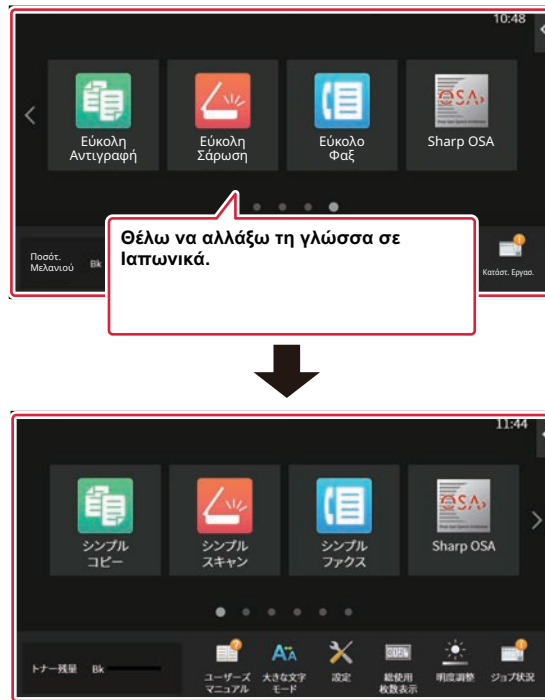 10:48
Εύκολη
Αντιγραφή
Εύκολη
Σάρωση
Εύκολο
Φαξ
Sharp OSA
Θέλω να αλλάξω τη γλώσσα σε
Ιαπωνικά.
Ποσότ.
Μελανιού
Bk
Κατάστ. Εργασ.
11:44
シンプル
コピー
シンプル
スキャン
シンプル
ファクス
Sharp OSA
トナー残量 Bk
ユーザーズ
マニュアル
大きな文字
モード
設定
総使用
枚数表示
明度調整
ジョブ状況